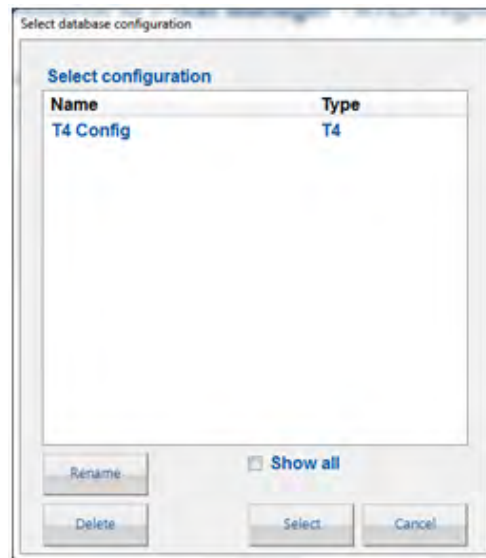 Select database configuration
Select configuration
Name Type
T4 Config T4
Rename
Show all
Delete Select Cancel